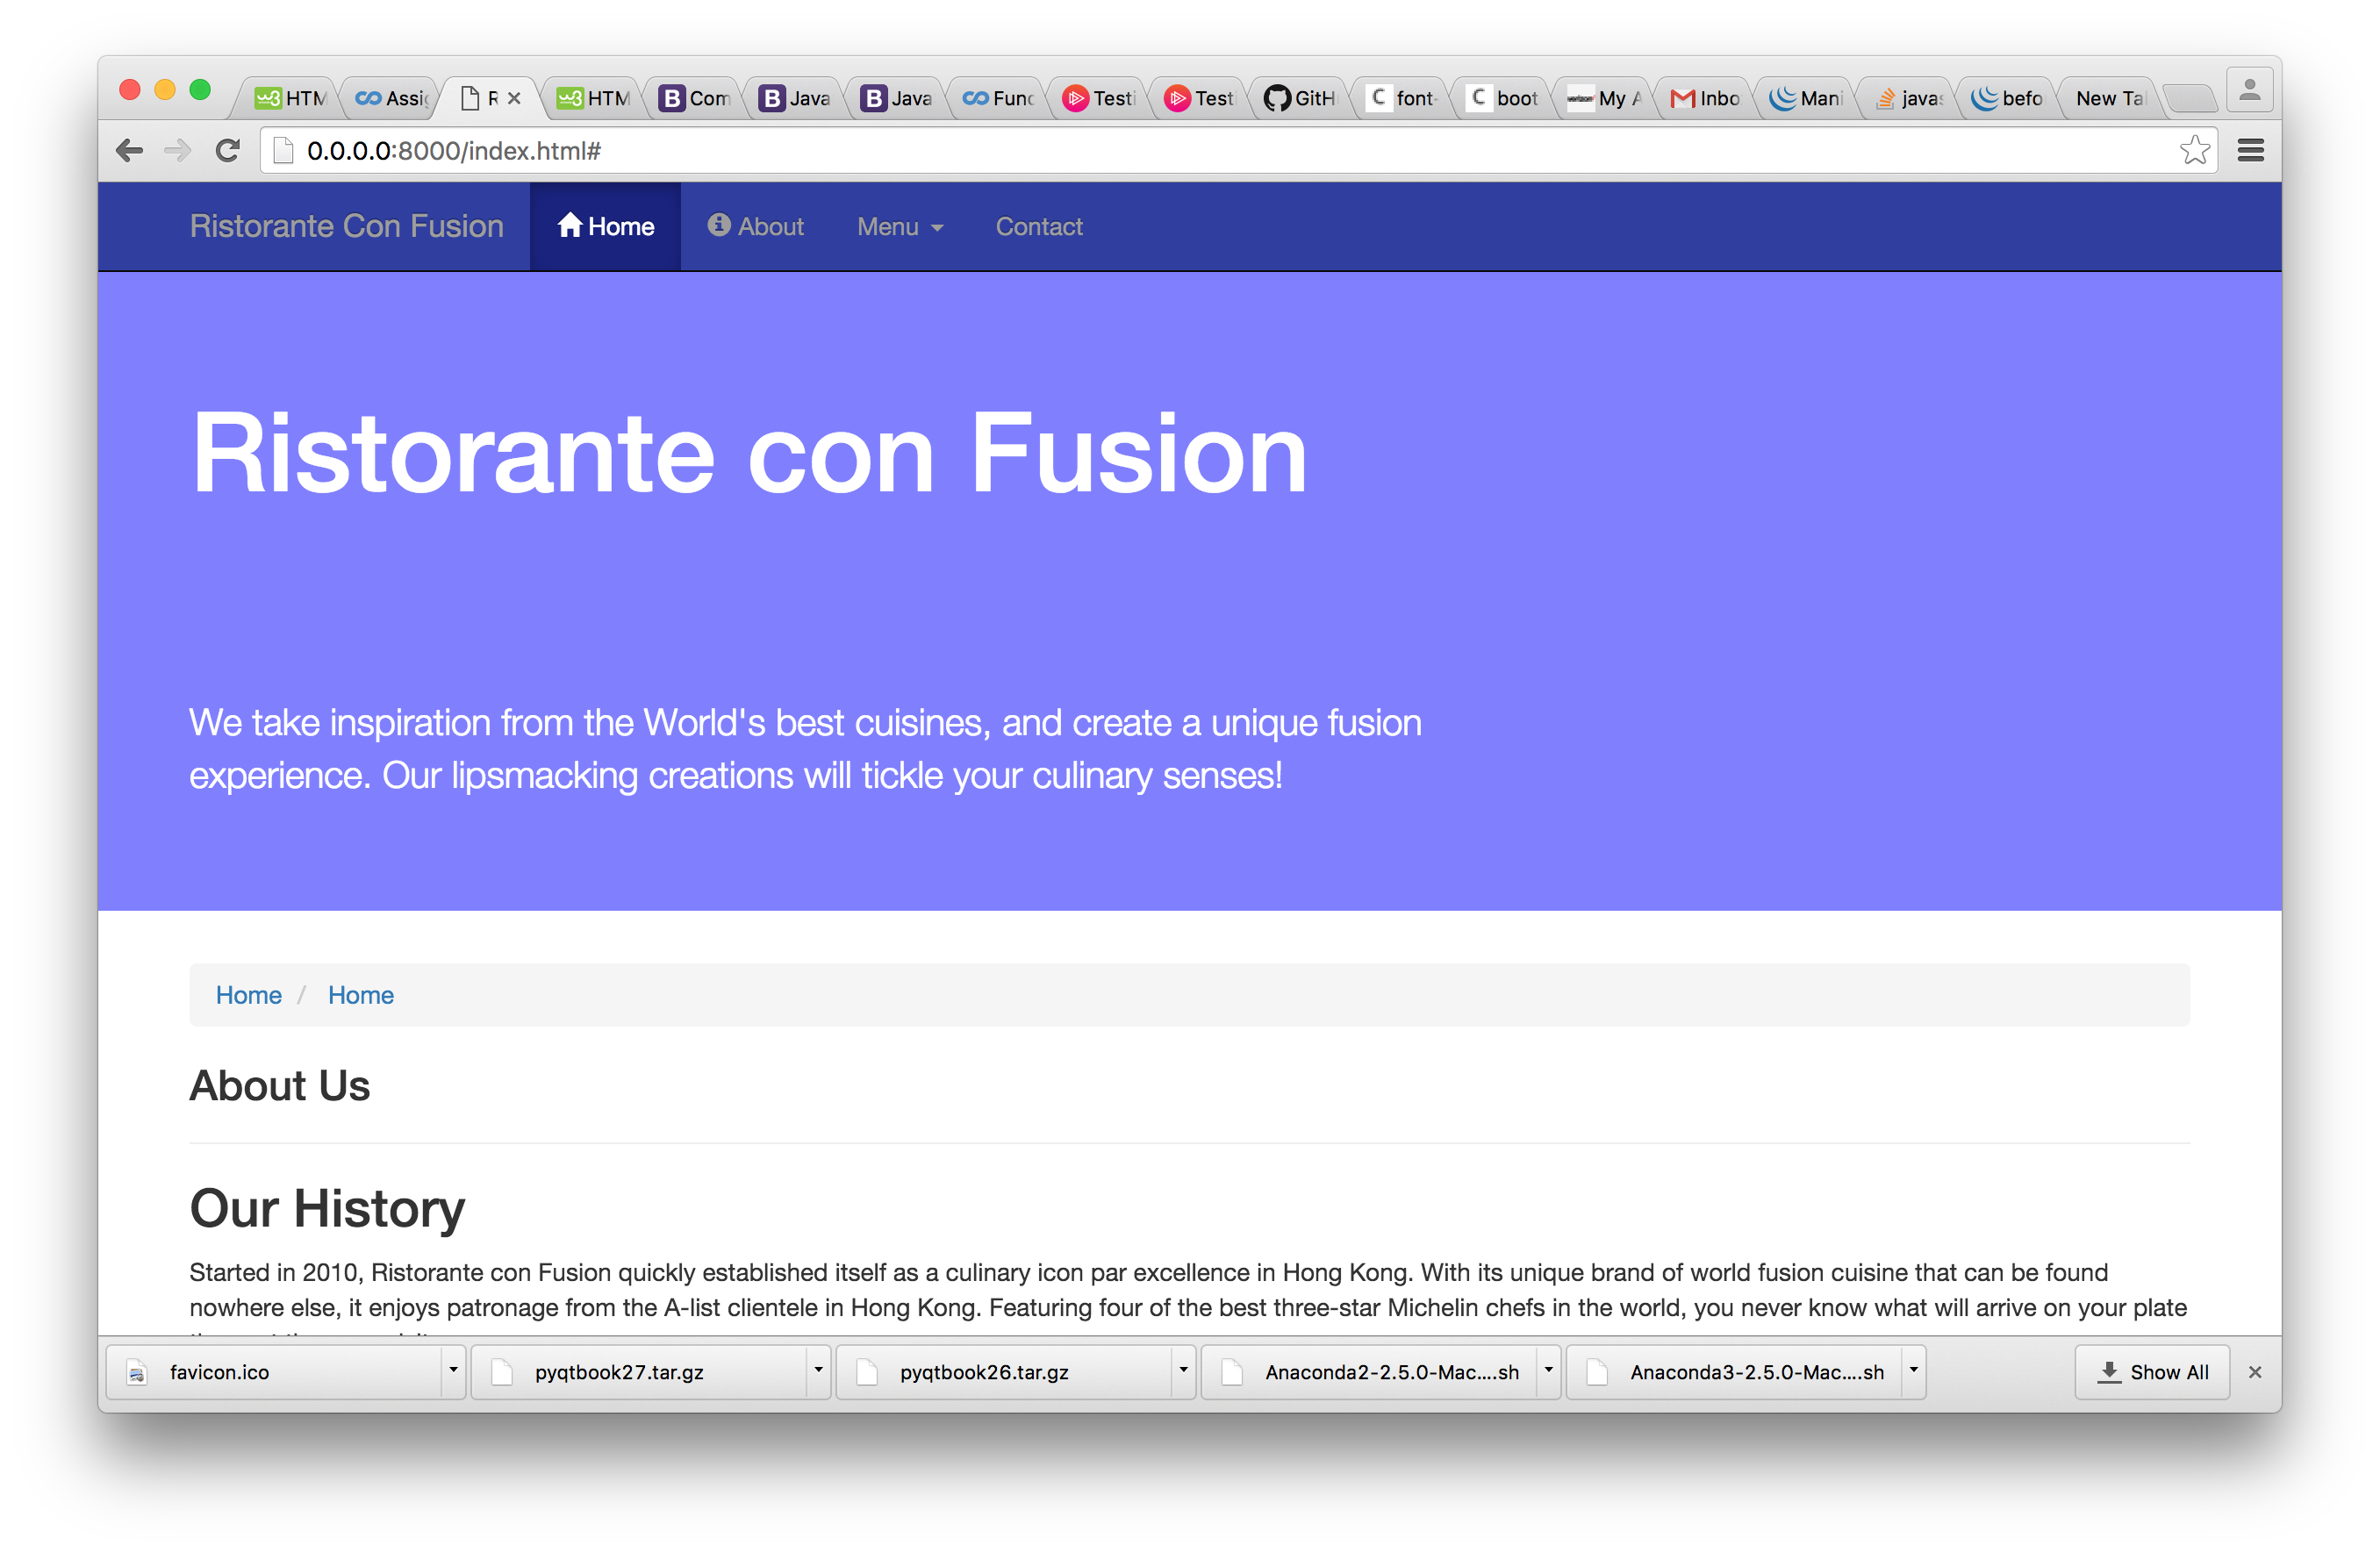 HTM
Assi
R
HTM
B Com
B Java
B Java
Func
Testi
Test
GitH
C font-
C boot
verizon My A
Inbo
Mani
javas
befo
New Ta
0.0.0.0:8000/index.html#
Ristorante Con Fusion Home About Menu Contact
Ristorante con Fusion
We take inspiration from the World's best cuisines, and create a unique fusion
experience. Our lipsmacking creations will tickle your culinary senses!
Home / Home
About Us
Our History
Started in 2010, Ristorante con Fusion quickly established itself as a culinary icon par excellence in Hong Kong. With its unique brand of world fusion cuisine that can be found
nowhere else, it enjoys patronage from the A-list clientele in Hong Kong. Featuring four of the best three-star Michelin chefs in the world, you never know what will arrive on your plate
favicon.ico
pyqtbook27.tar.gz
pyqtbook26.tar.gz
Anaconda2-2.5.0-Mac....sh
Anaconda3-2.5.0-Mac....sh
Show All